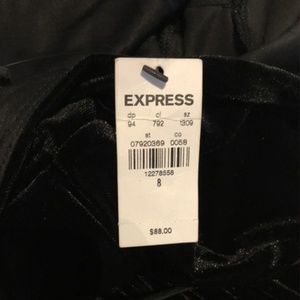 EXPRESS
dp cl sz
94 792 1309
st co
07920369 0058
12278558
8
$88.00